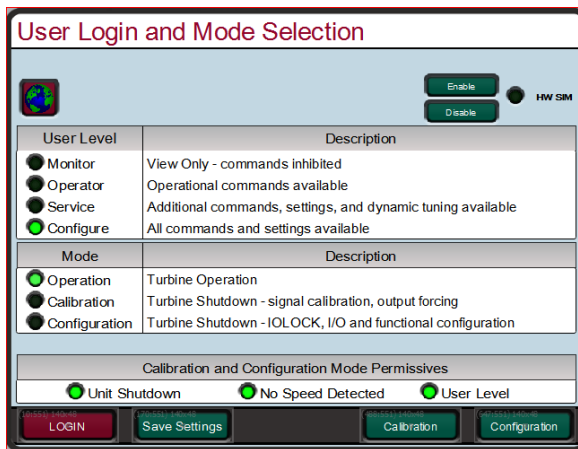 User Login and Mode Selection
Enable
HW SIM
Disable
User Level Description
Monitor View Only - commands inhibited
Operator Operational commands available
Service Additional commands, settings, and dynamic tuning available
Configure All commands and settings available
Mode Description
Operation Turbine Operation
Calibration Turbine Shutdown - signal calibration, output forcing
Configuration Turbine Shutdown - IOLOCK, I/O and functional configuration
Calibration and Configuration Mode Permissives
Unit Shutdown No Speed Detected User Level
LOGIN Save Settings Calibration Configuration